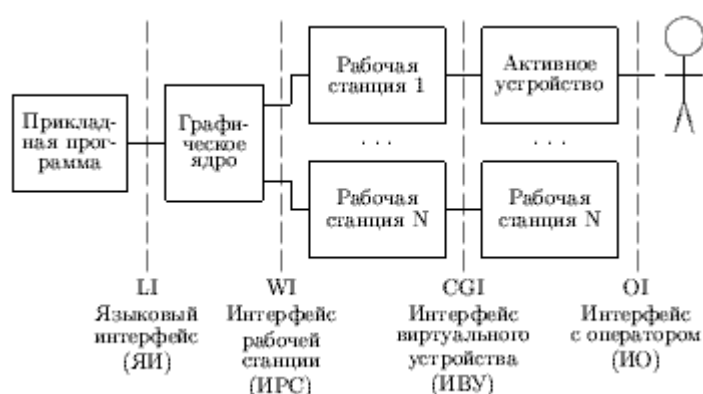 Приклад-
ная прог-
рамма
Графи-
ческое
ядро
Рабочая
станция 1
Активное
устройство
. . .
. . .
Рабочая
станция N
Рабочая
станция N
LI
Языковый
интерфейс
(ЯИ)
WI
Интерфейс
рабочей
станции
(ИРС)
CGI
Интерфейс
виртуального
устройства
(ИВУ)
OI
Интерфейс
с оператором
(ИО)